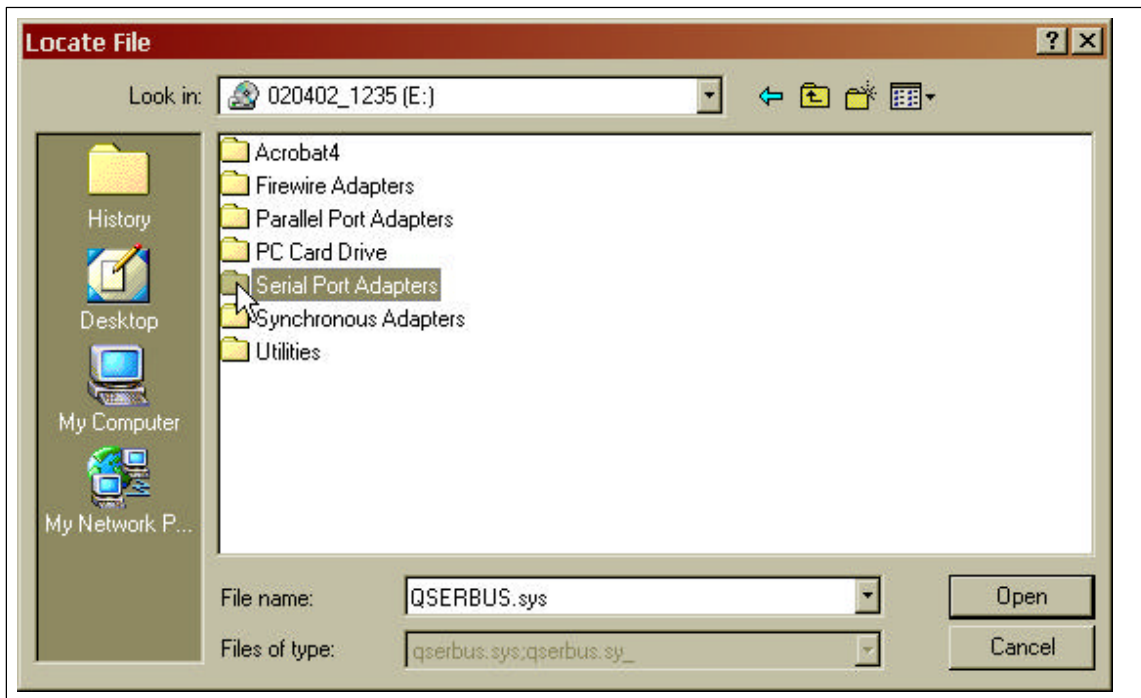 Locate File
Look in:
020402_1235 (E:)
Acrobat4
Firewire Adapters
Parallel Port Adapters
PC Card Drive
Serial Port Adapters
Synchronous Adapters
Utilities
History
Desktop
My Computer
My Network P...
File name:
QSERBUS.sys
Open
Files of type:
qserbus.sys;qserbus.sy_
Cancel